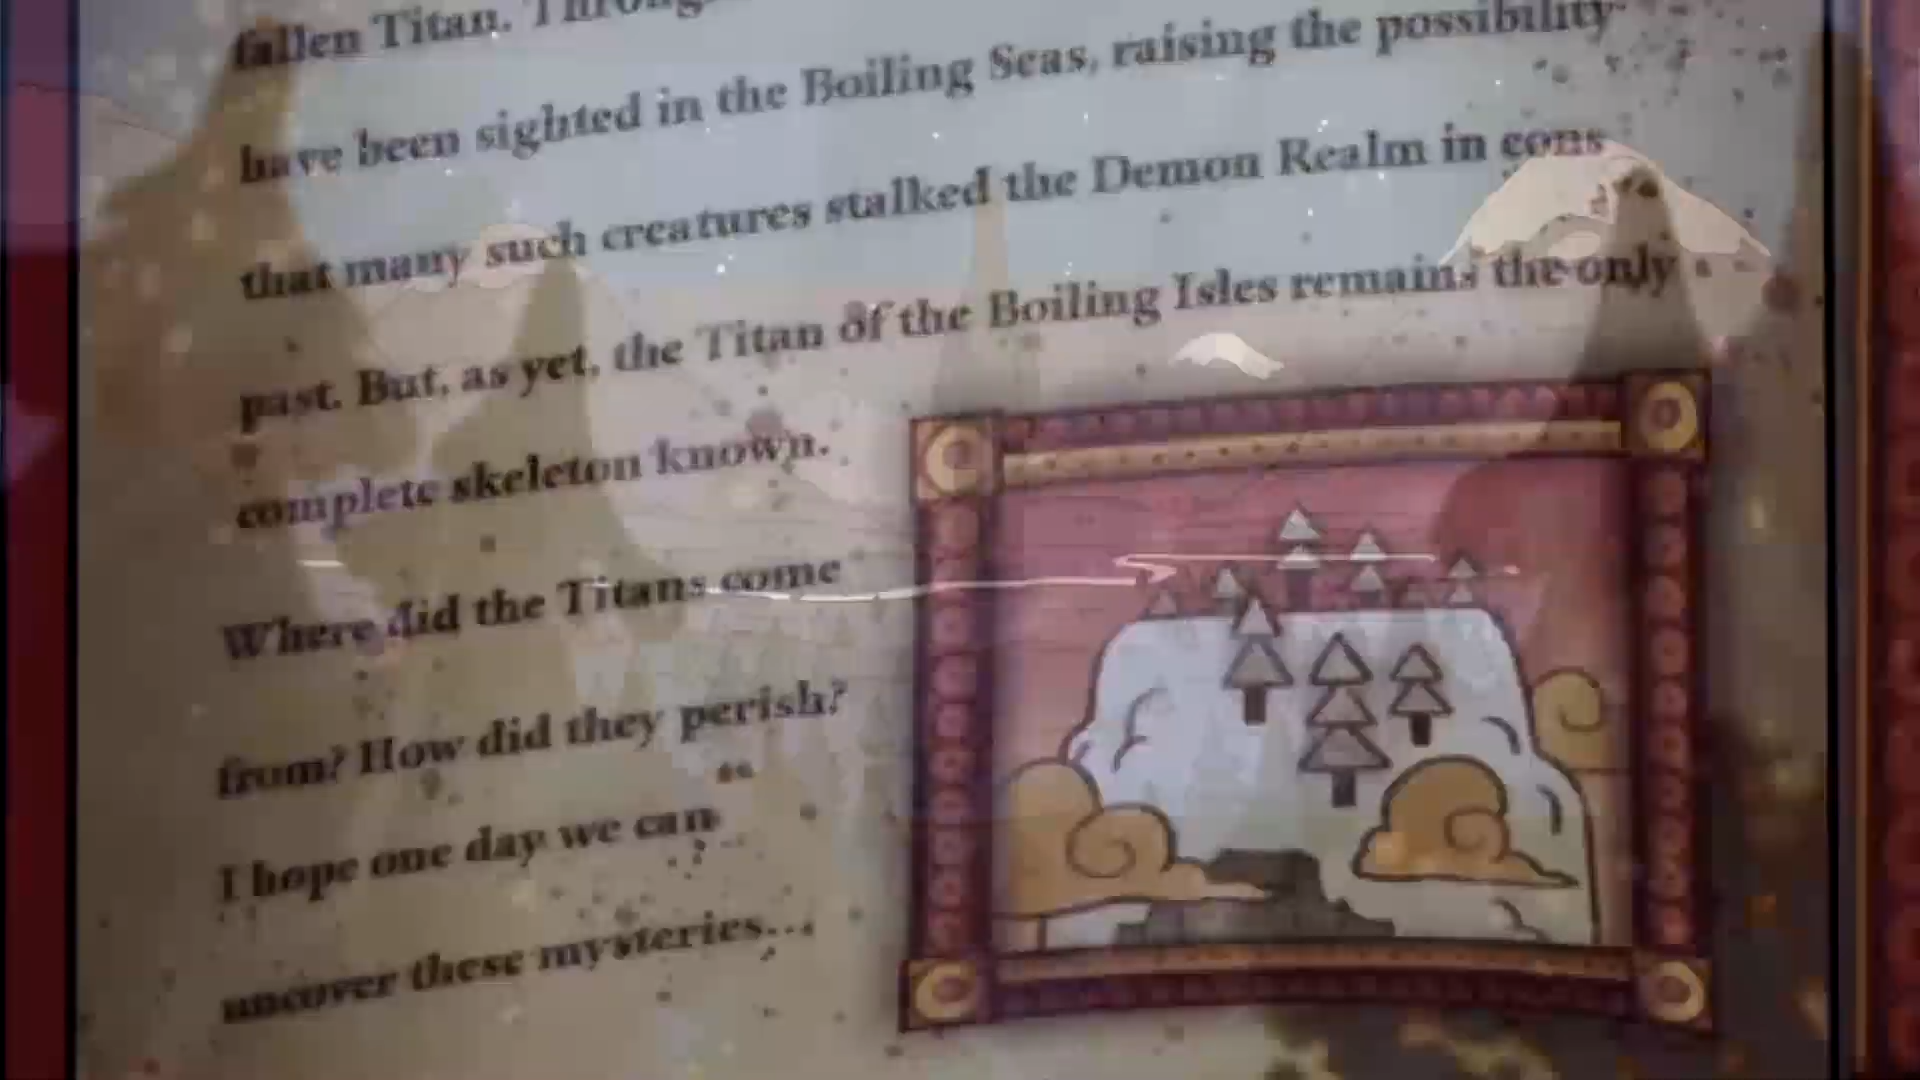 fallen Titan.
have been sighted in the Boiling Seas, raising the possibility
that many such creatures stalked the Demon Realm in eons
past. But, as yet, the Titan of the Boiling Isles remains the only
complete skeleton known.
Where did the Titans come
from? How did they perish?
I hope one day we can
uncover these mysteries...